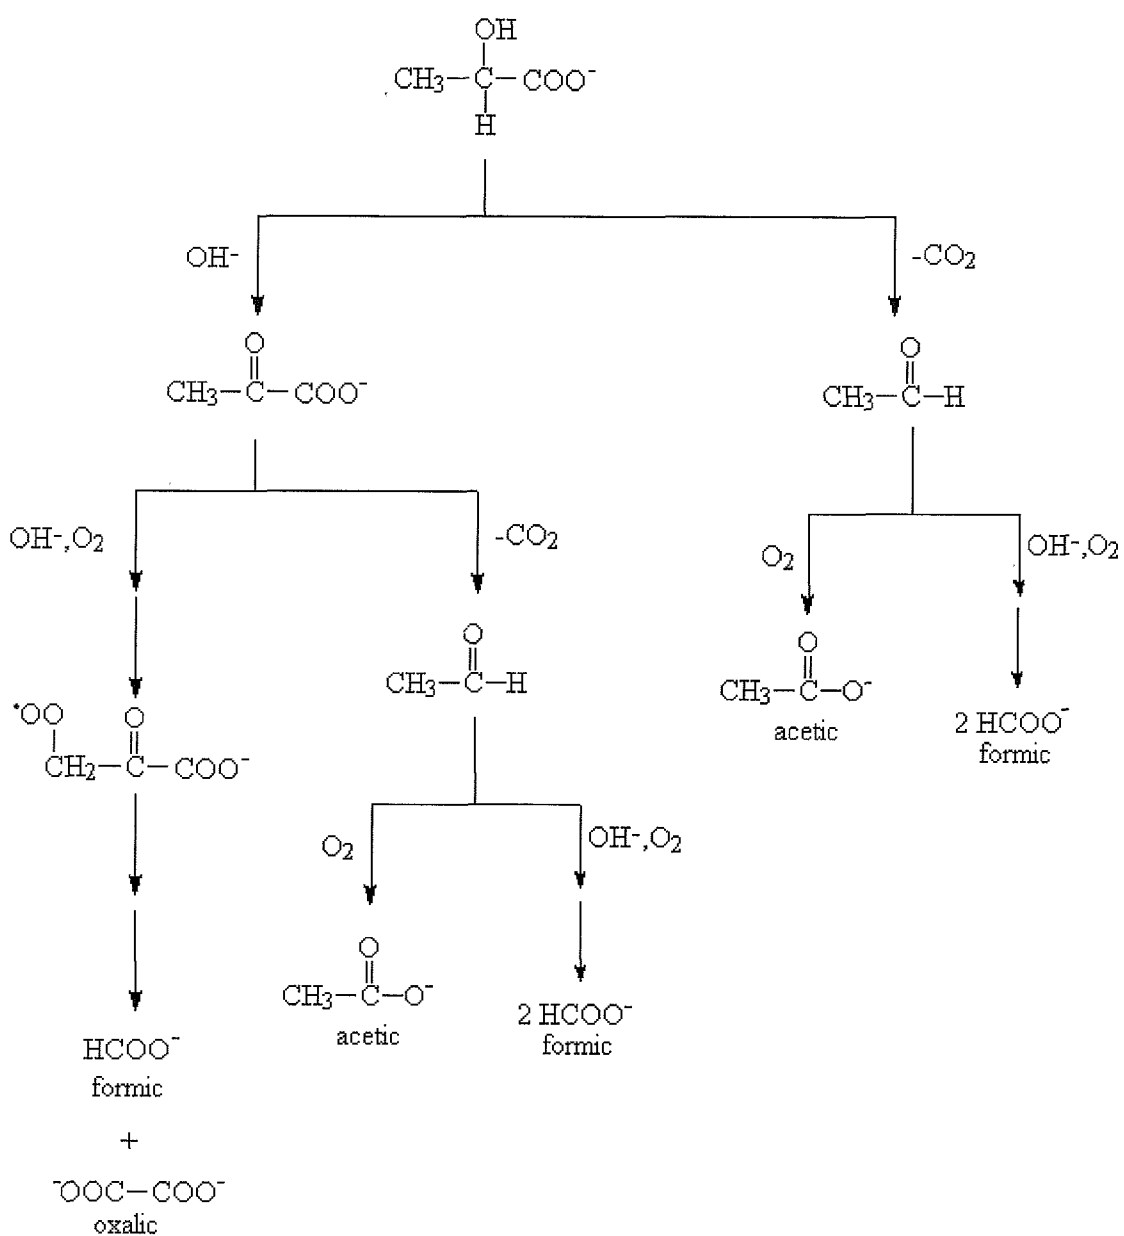 OH
CH3–C–COO-
H
OH-
-CO2
O
CH3–C–COO-
O
CH3–C–H
OH-,O2
-CO2
O2
OH-,O2
O
CH3–C–H
O
CH3–C–O-
acetic
2 HCOO-
formic
·OO
O
CH2–C–COO-
O2
OH-,O2
O
CH3–C–O-
acetic
2 HCOO-
formic
HCOO-
formic
+
-OOC–COO-
oxalic